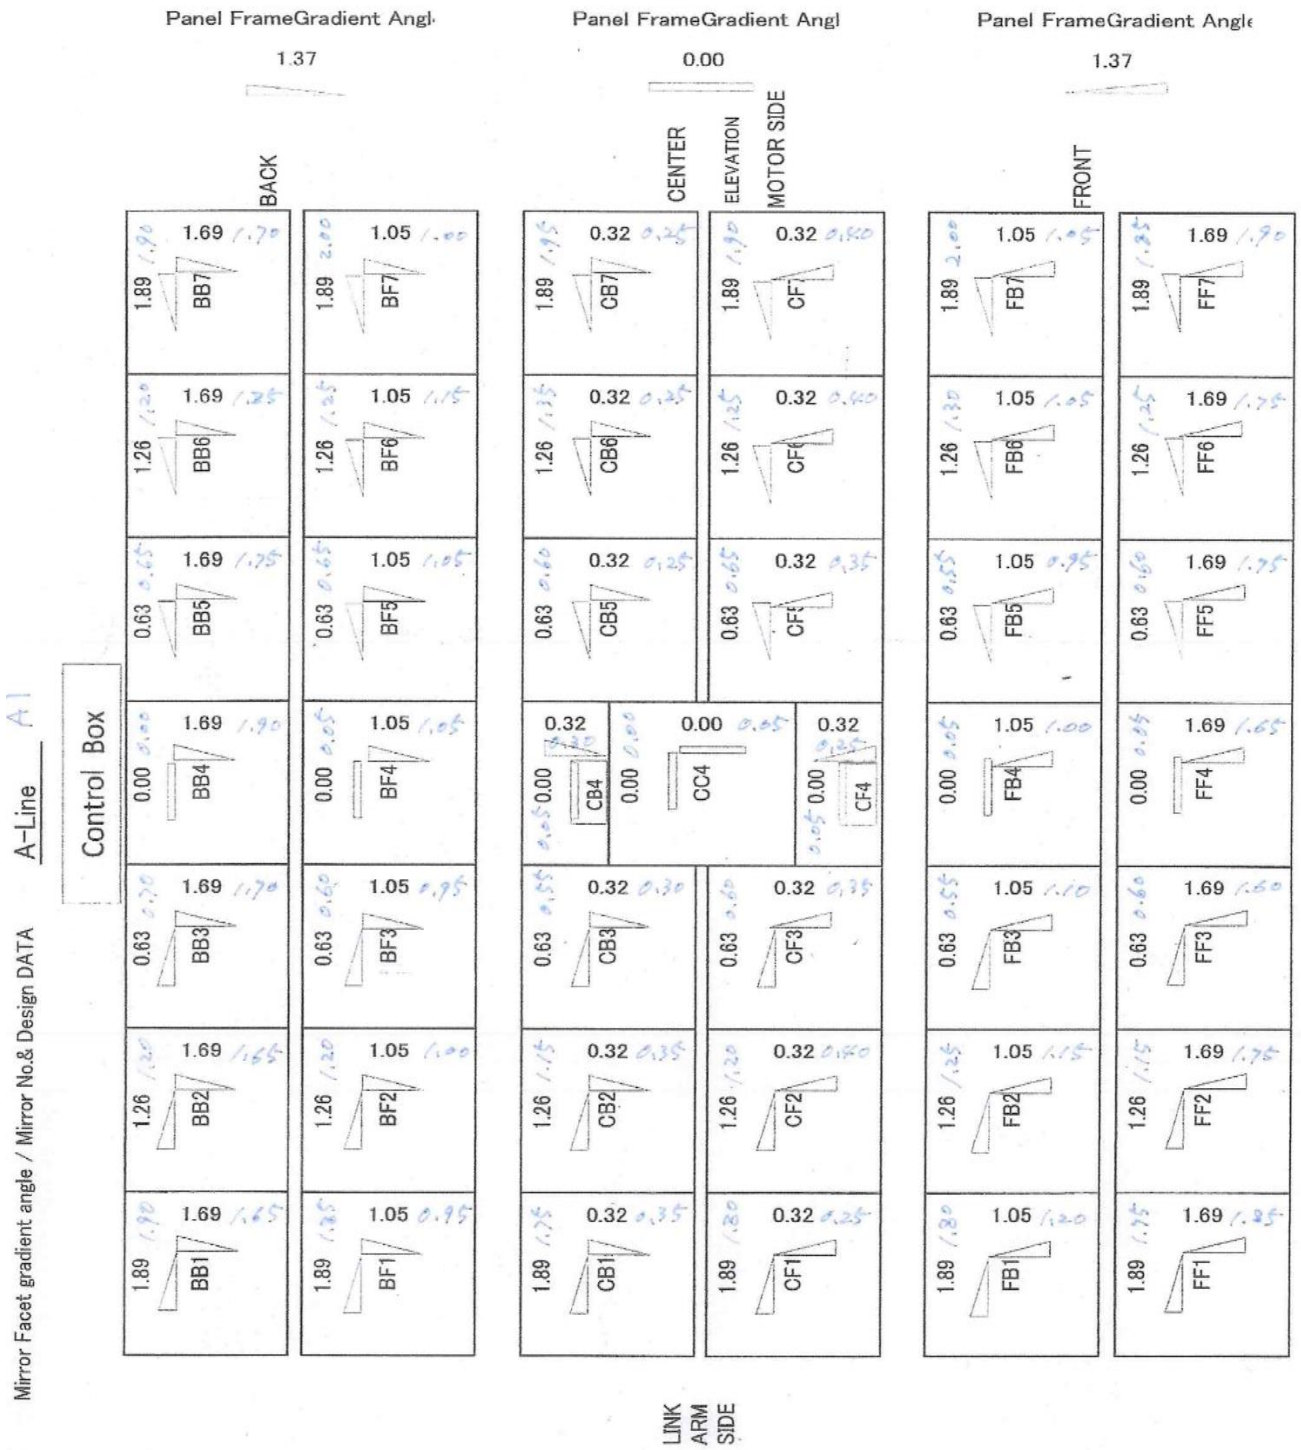 Mirror Facet gradient angle / Mirror No.& Design DATA
A-Line A1
Control Box
Panel FrameGradient Angl
1.37
Panel FrameGradient Angl
0.00
Panel FrameGradient Angle
1.37
BACK
CENTER
ELEVATION
MOTOR SIDE
FRONT
1.89 1.90 1.69 1.70 BB7
1.89 2.00 1.05 1.00 BF7
1.89 1.95 0.32 0.25 CB7
1.89 1.90 0.32 0.40 CF7
1.89 2.00 1.05 1.05 FB7
1.89 1.85 1.69 1.90 FF7
1.26 1.20 1.69 1.85 BB6
1.26 1.25 1.05 1.15 BF6
1.26 1.35 0.32 0.25 CB6
1.26 1.25 0.32 0.40 CF6
1.26 1.30 1.05 1.05 FB6
1.26 1.25 1.69 1.75 FF6
0.63 0.65 1.69 1.75 BB5
0.63 0.65 1.05 1.05 BF5
0.63 0.60 0.32 0.25 CB5
0.63 0.65 0.32 0.35 CF5
0.63 0.55 1.05 0.95 FB5
0.63 0.60 1.69 1.75 FF5
0.00 0.00 1.69 1.90 BB4
0.00 0.05 1.05 1.05 BF4
0.00 0.05 0.32 0.30 CB4
0.00 0.00 0.00 0.05 CC4
0.00 0.05 0.32 0.25 CF4
0.00 0.05 1.05 1.00 FB4
0.00 0.05 1.69 1.65 FF4
0.63 0.70 1.69 1.70 BB3
0.63 0.60 1.05 0.95 BF3
0.63 0.55 0.32 0.30 CB3
0.63 0.60 0.32 0.35 CF3
0.63 0.55 1.05 1.10 FB3
0.63 0.60 1.69 1.60 FF3
1.26 1.20 1.69 1.65 BB2
1.26 1.20 1.05 1.00 BF2
1.26 1.15 0.32 0.35 CB2
1.26 1.20 0.32 0.40 CF2
1.26 1.25 1.05 1.15 FB2
1.26 1.15 1.69 1.75 FF2
1.89 1.90 1.69 1.65 BB1
1.89 1.85 1.05 0.95 BF1
1.89 1.75 0.32 0.35 CB1
1.89 1.80 0.32 0.25 CF1
1.89 1.80 1.05 1.20 FB1
1.89 1.75 1.69 1.85 FF1
LINK
ARM
SIDE